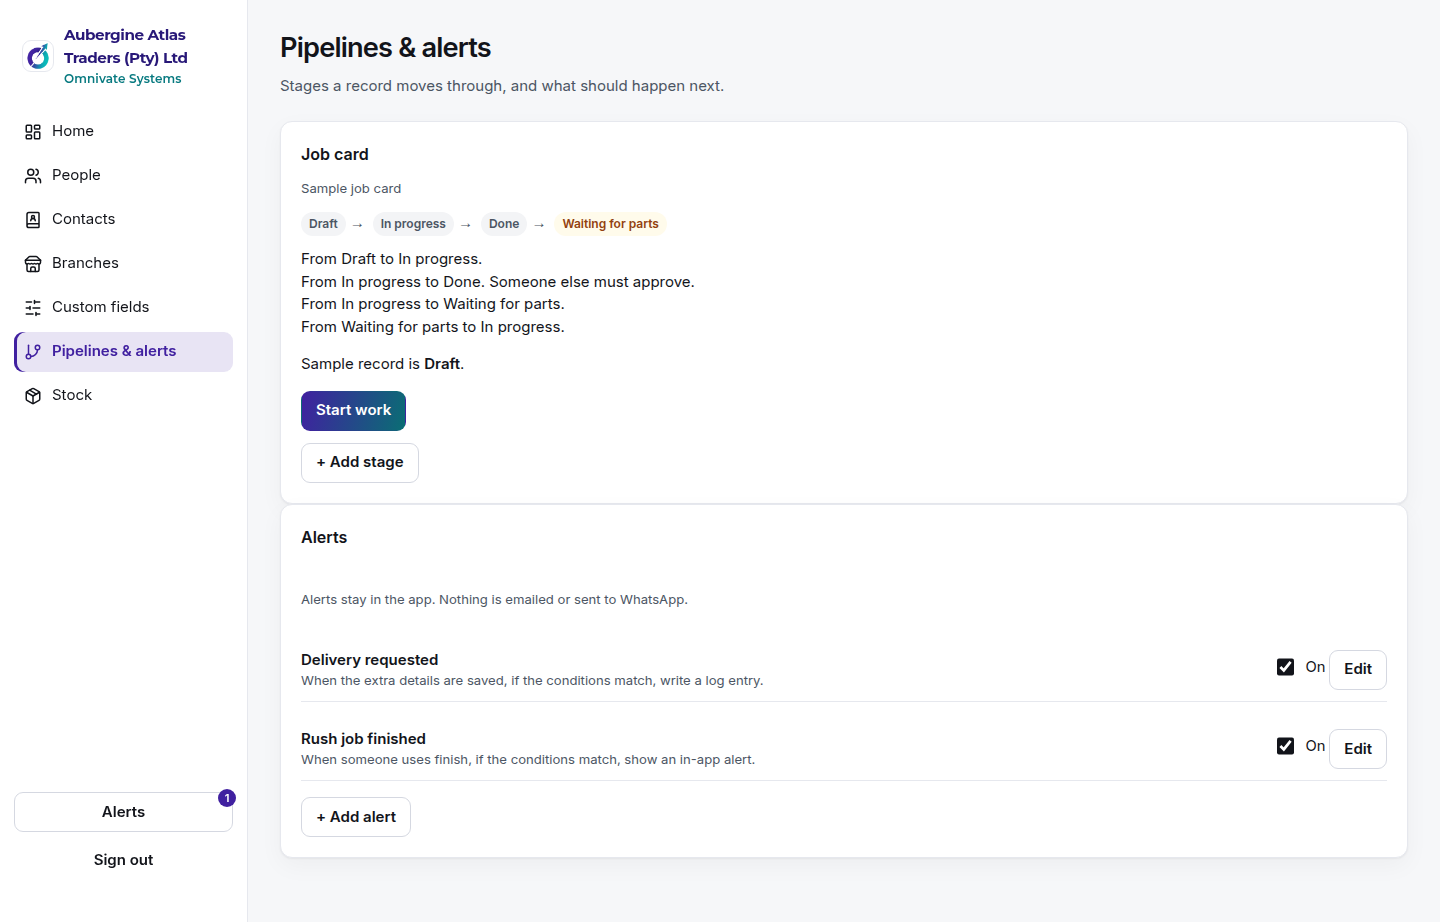 Aubergine Atlas
Traders (Pty) Ltd
Omnivate Systems
Home
People
Contacts
Branches
Custom fields
Pipelines & alerts
Stock
Alerts
1
Sign out
Pipelines & alerts
Stages a record moves through, and what should happen next.
Job card
Sample job card
Draft → In progress → Done → Waiting for parts
From Draft to In progress.
From In progress to Done. Someone else must approve.
From In progress to Waiting for parts.
From Waiting for parts to In progress.
Sample record is Draft.
Start work
+ Add stage
Alerts
Alerts stay in the app. Nothing is emailed or sent to WhatsApp.
Delivery requested
When the extra details are saved, if the conditions match, write a log entry.
On Edit
Rush job finished
When someone uses finish, if the conditions match, show an in-app alert.
On Edit
+ Add alert